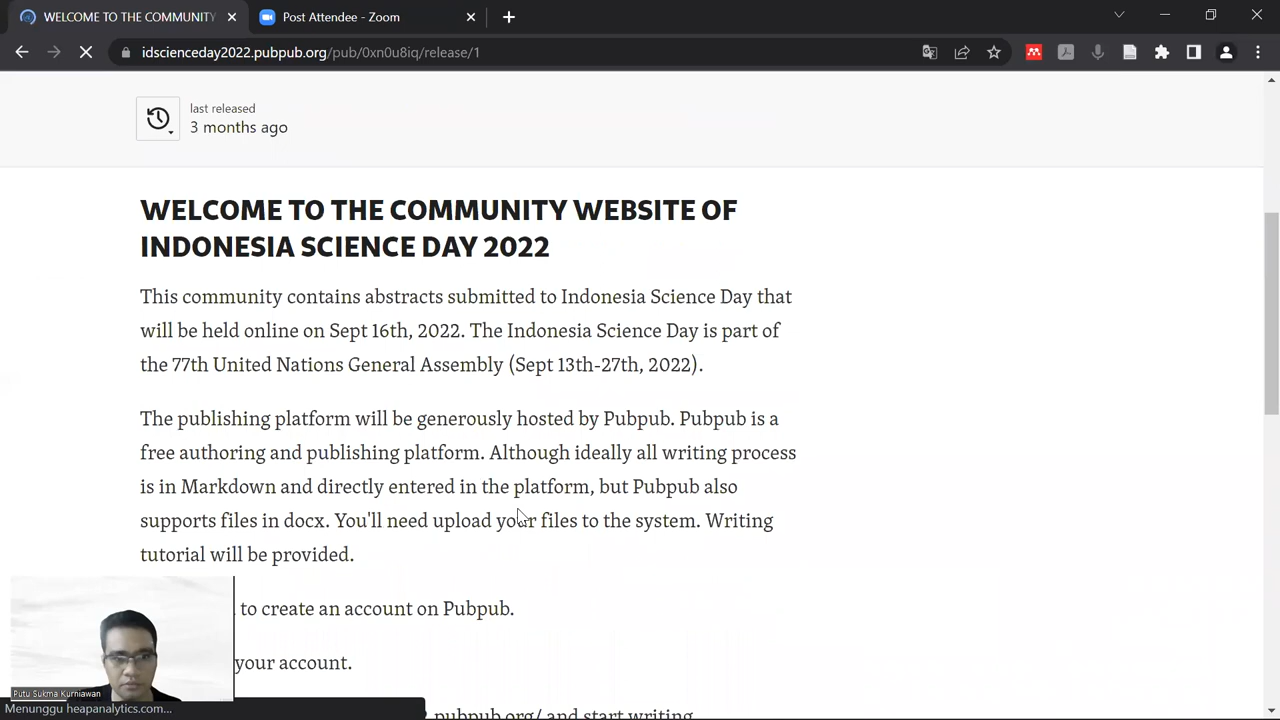 WELCOME TO THE COMMUNITY
Post Attendee - Zoom
idscienceday2022.pubpub.org/pub/0xn0u8iq/release/1
last released
3 months ago
WELCOME TO THE COMMUNITY WEBSITE OF
INDONESIA SCIENCE DAY 2022
This community contains abstracts submitted to Indonesia Science Day that
will be held online on Sept 16th, 2022. The Indonesia Science Day is part of
the 77th United Nations General Assembly (Sept 13th-27th, 2022).
The publishing platform will be generously hosted by Pubpub. Pubpub is a
free authoring and publishing platform. Although ideally all writing process
is in Markdown and directly entered in the platform, but Pubpub also
supports files in docx. You'll need upload your files to the system. Writing
tutorial will be provided.
to create an account on Pubpub.
your account.
pubpub.org/ and start writing
Putu Sukma Kurniawan
Menunggu heapanalytics.com...